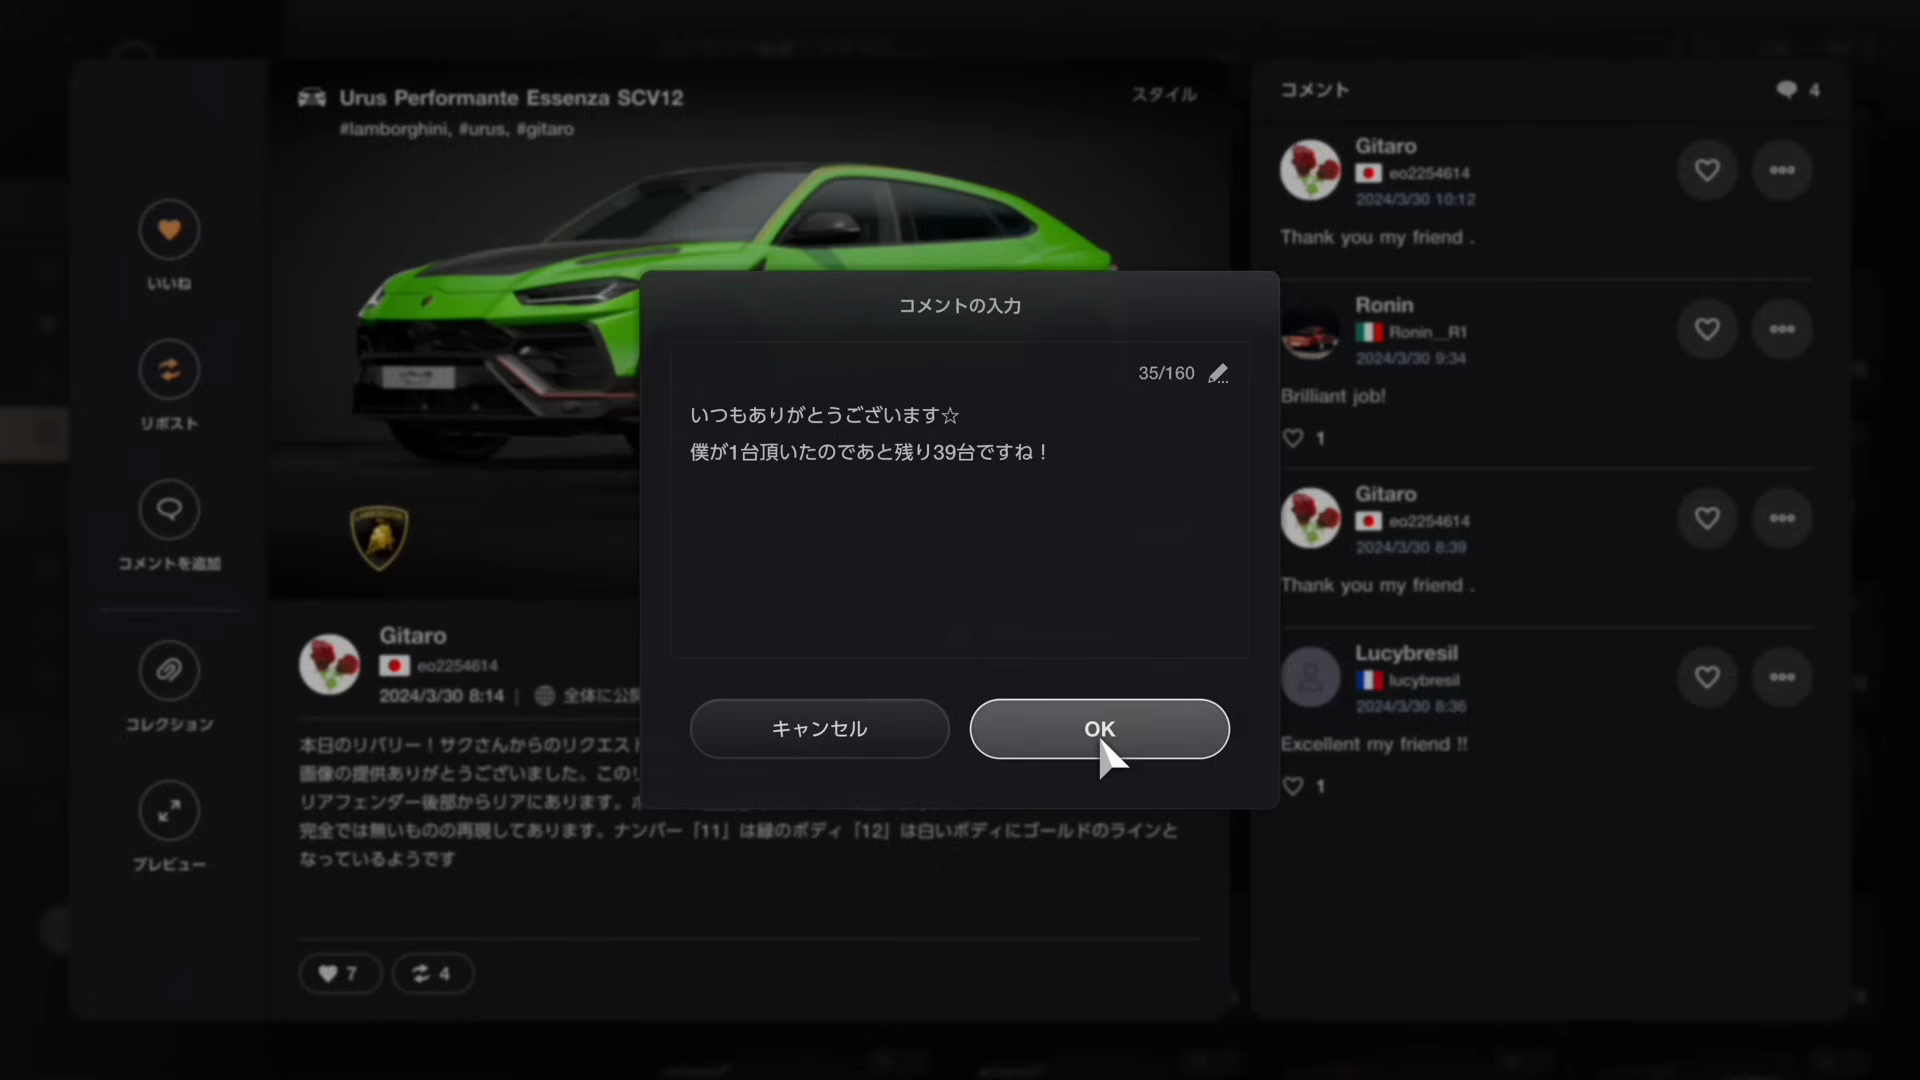 Urus Performante Essenza SCV12
#lamborghini, #urus, #gitaro
スタイル
いいね
リポスト
コメントを追加
コレクション
プレビュー
コメントの入力
35/160
いつもありがとうございます☆
僕が1台頂いたのであと残り39台ですね！
キャンセル
OK
Gitaro
eo2254614
2024/3/30 8:14 | 全体に公開
本日のリバリー！サクさんからのリクエスト
画像の提供ありがとうございました。この
リアフェンダー後部からリアにあります。
完全では無いものの再現してあります。ナンバー「11」は緑のボディ「12」は白いボディにゴールドのラインと
なっているようです
7
4
コメント
4
Gitaro
eo2254614
2024/3/30 10:12
Thank you my friend .
Ronin
Ronin__R1
2024/3/30 9:34
Brilliant job!
1
Gitaro
eo2254614
2024/3/30 8:39
Thank you my friend .
Lucybresil
lucybresil
2024/3/30 8:36
Excellent my friend !!
1